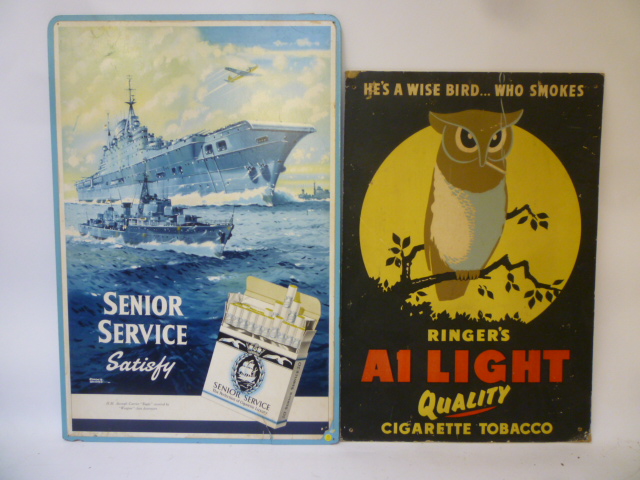 SENIOR
SERVICE
Satisfy
SENIOR SERVICE
HE'S A WISE BIRD... WHO SMOKES
RINGER'S
A1 LIGHT
QUALITY
CIGARETTE TOBACCO